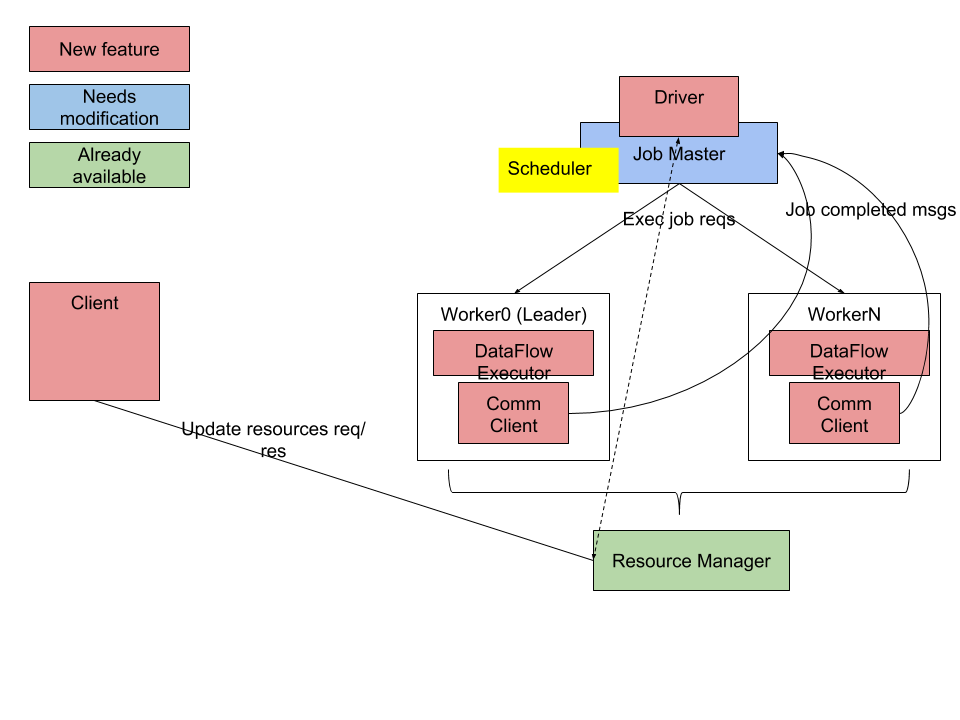 New feature
Needs
modification
Already
available
Driver
Job Master
Scheduler
Exec job reqs
Job completed msgs
Client
Worker0 (Leader)
DataFlow
Executor
Comm
Client
WorkerN
DataFlow
Executor
Comm
Client
Update resources req/
res
Resource Manager